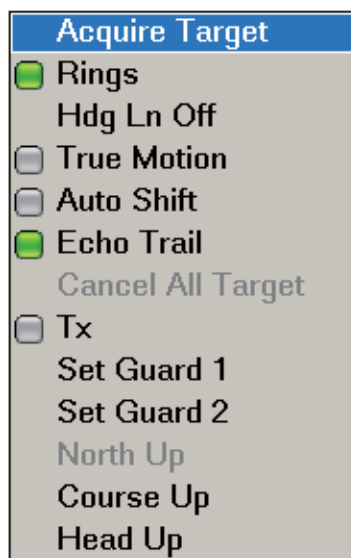 Acquire Target
Rings
Hdg Ln Off
True Motion
Auto Shift
Echo Trail
Cancel All Target
Tx
Set Guard 1
Set Guard 2
North Up
Course Up
Head Up